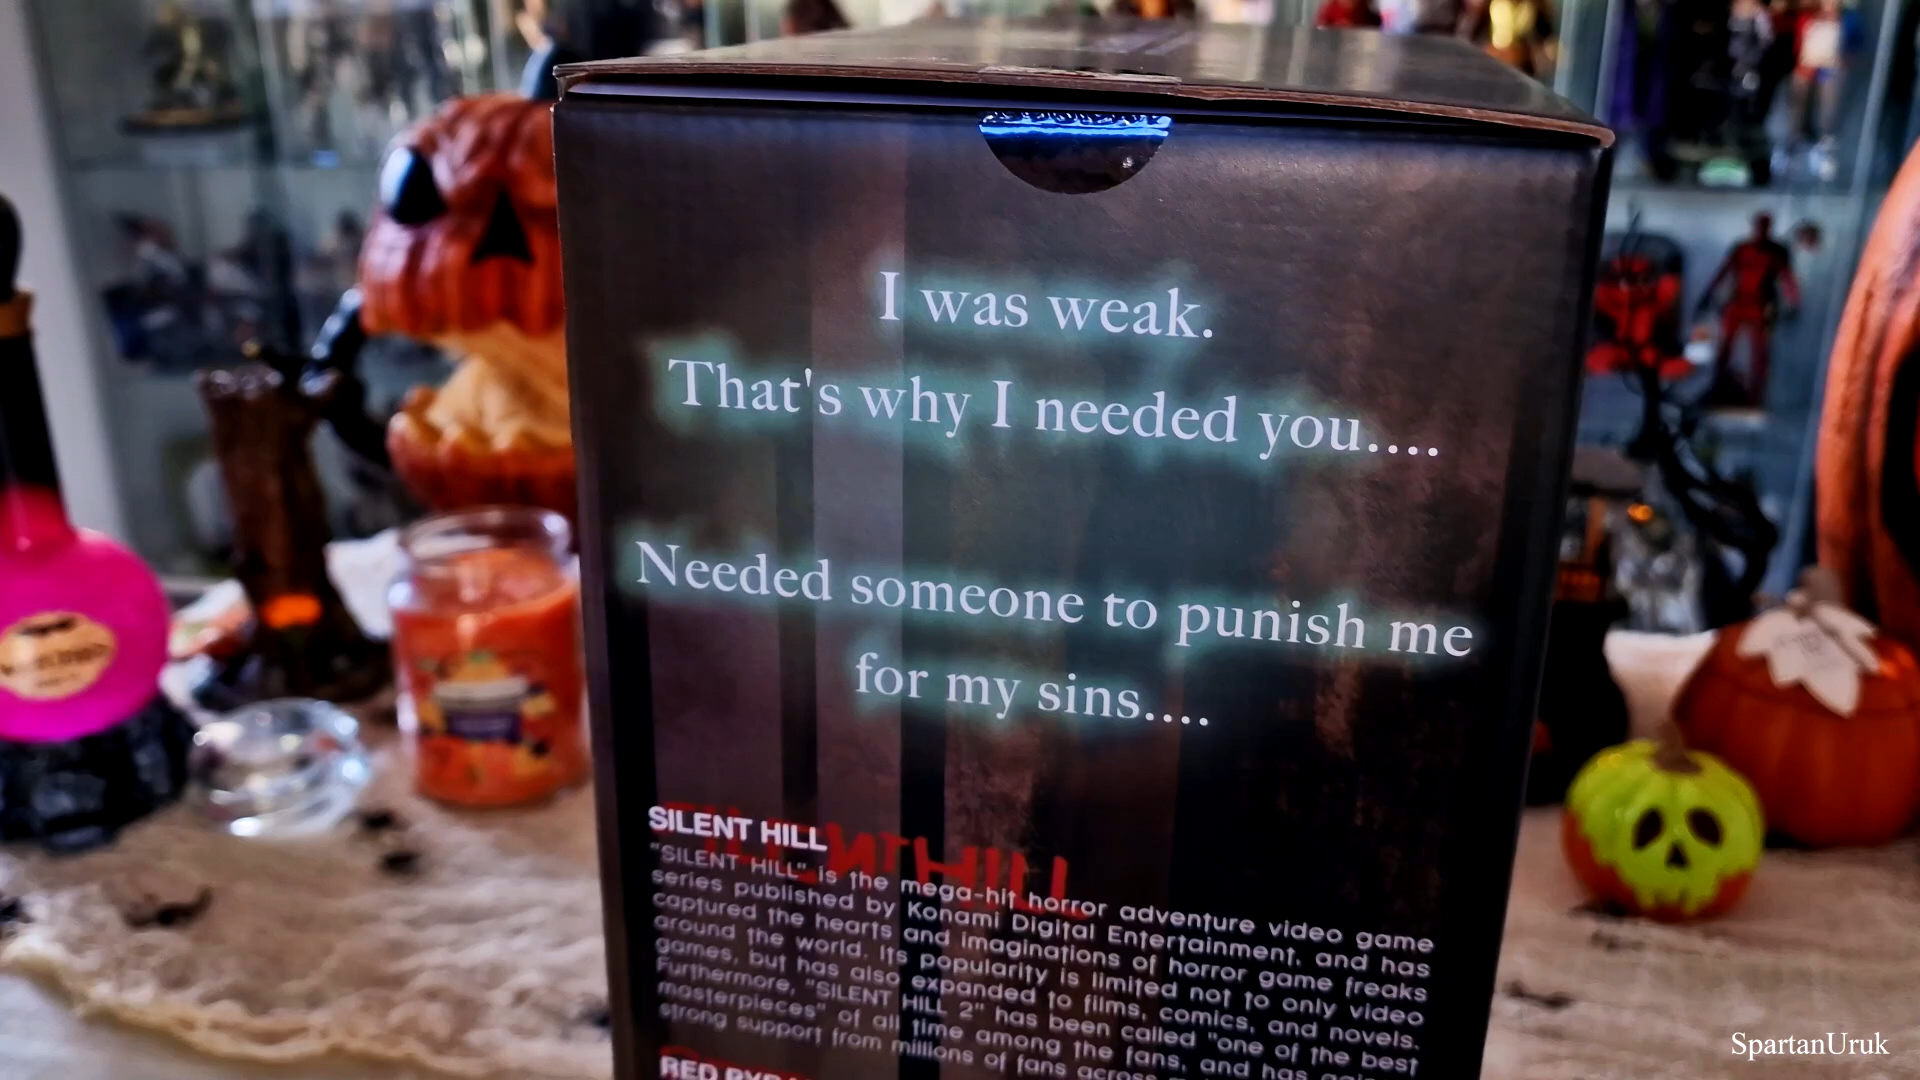 I was weak.
That's why I needed you....
Needed someone to punish me
for my sins....
SILENT HILL
SILENT HILL
"SILENT HILL" is the mega-hit horror adventure video game
series published by Konami Digital Entertainment, and has
captured the hearts and imaginations of horror game freaks
around the world. Its popularity is limited not to only video
games, but has also expanded to films, comics, and novels.
Furthermore, "SILENT HILL 2" has been called "one of the best
masterpieces" of all time among the fans, and has
strong support from millions of fans across
RED
SpartanUruk